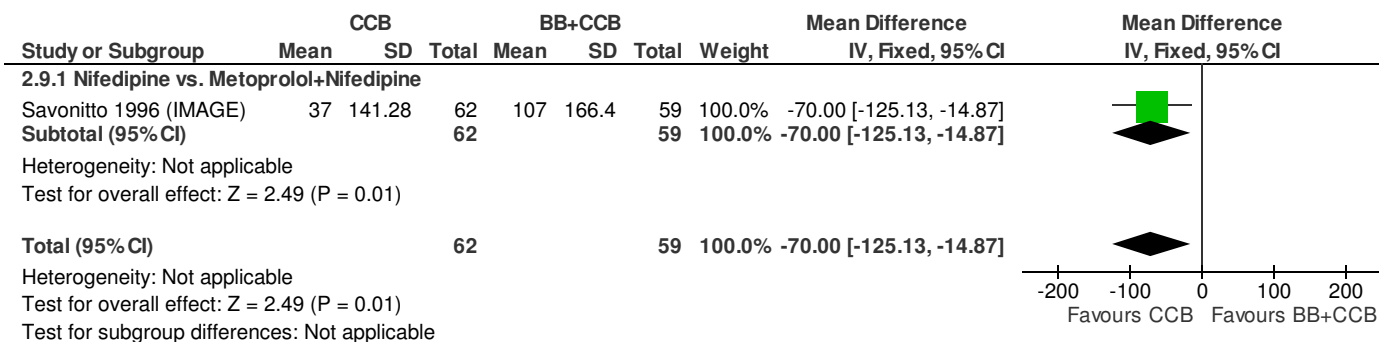 CCB BB+CCB Mean Difference Mean Difference
Study or Subgroup Mean SD Total Mean SD Total Weight IV, Fixed, 95% CI IV, Fixed, 95% CI
2.9.1 Nifedipine vs. Metoprolol+Nifedipine
Savonitto 1996 (IMAGE) 37 141.28 62 107 166.4 59 100.0% -70.00 [-125.13, -14.87]
Subtotal (95% CI) 62 59 100.0% -70.00 [-125.13, -14.87]
Heterogeneity: Not applicable
Test for overall effect: Z = 2.49 (P = 0.01)
Total (95% CI) 62 59 100.0% -70.00 [-125.13, -14.87]
Heterogeneity: Not applicable
Test for overall effect: Z = 2.49 (P = 0.01)
Test for subgroup differences: Not applicable
-200 -100 0 100 200
Favours CCB Favours BB+CCB